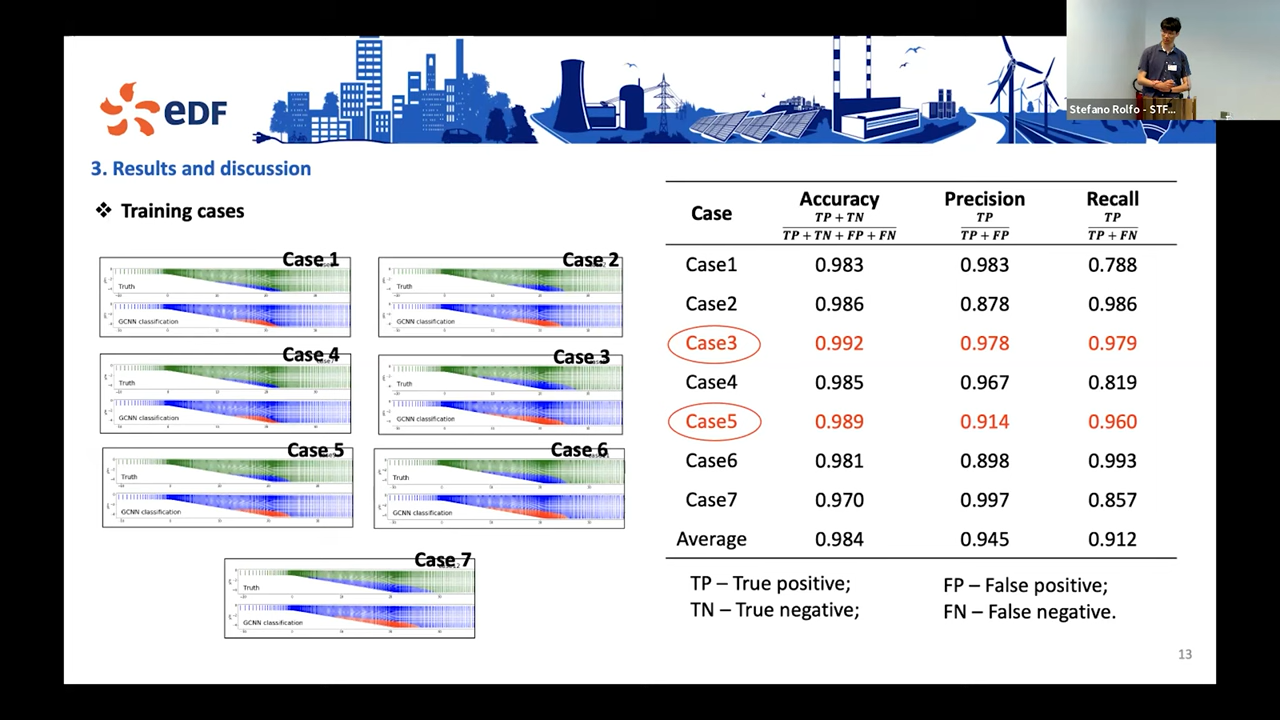 Stefano Rolfo - STF...
eDF
3. Results and discussion
❖ Training cases
Case 1
Truth
GCNN classification
Case 2
Truth
GCNN classification
Case 4
Truth
GCNN classification
Case 3
Truth
GCNN classification
Case 5
Truth
GCNN classification
Case 6
Truth
GCNN classification
Case 7
Truth
GCNN classification
Case Accuracy Precision Recall
TP + TN TP TP
TP + TN + FP + FN TP + FP TP + FN
Case1 0.983 0.983 0.788
Case2 0.986 0.878 0.986
Case3 0.992 0.978 0.979
Case4 0.985 0.967 0.819
Case5 0.989 0.914 0.960
Case6 0.981 0.898 0.993
Case7 0.970 0.997 0.857
Average 0.984 0.945 0.912
TP – True positive; FP – False positive;
TN – True negative; FN – False negative.
13